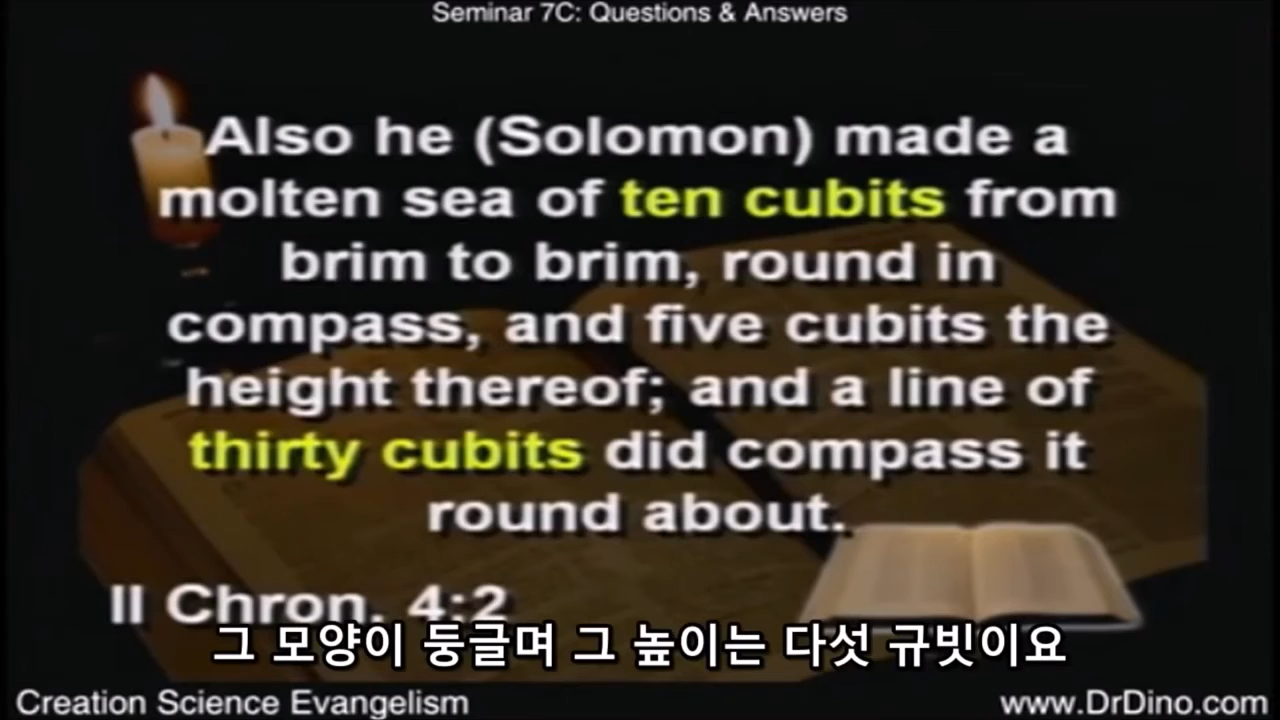 Seminar 7C: Questions & Answers
Also he (Solomon) made a
molten sea of ten cubits from
brim to brim, round in
compass, and five cubits the
height thereof; and a line of
thirty cubits did compass it
round about.
II Chron. 4:2
그 모양이 둥글며 그 높이는 다섯 규빗이요
Creation Science Evangelism
www.DrDino.com